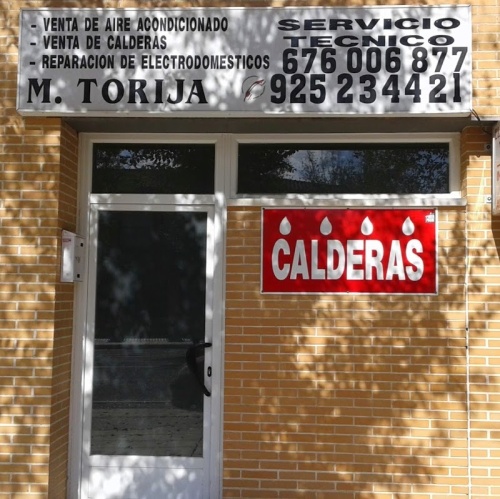 - VENTA DE AIRE ACONDICIONADO
- VENTA DE CALDERAS
- REPARACION DE ELECTRODOMESTICOS
M. TORIJA
SERVICIO
TECNICO
676 006 877
925 234421
CALDERAS